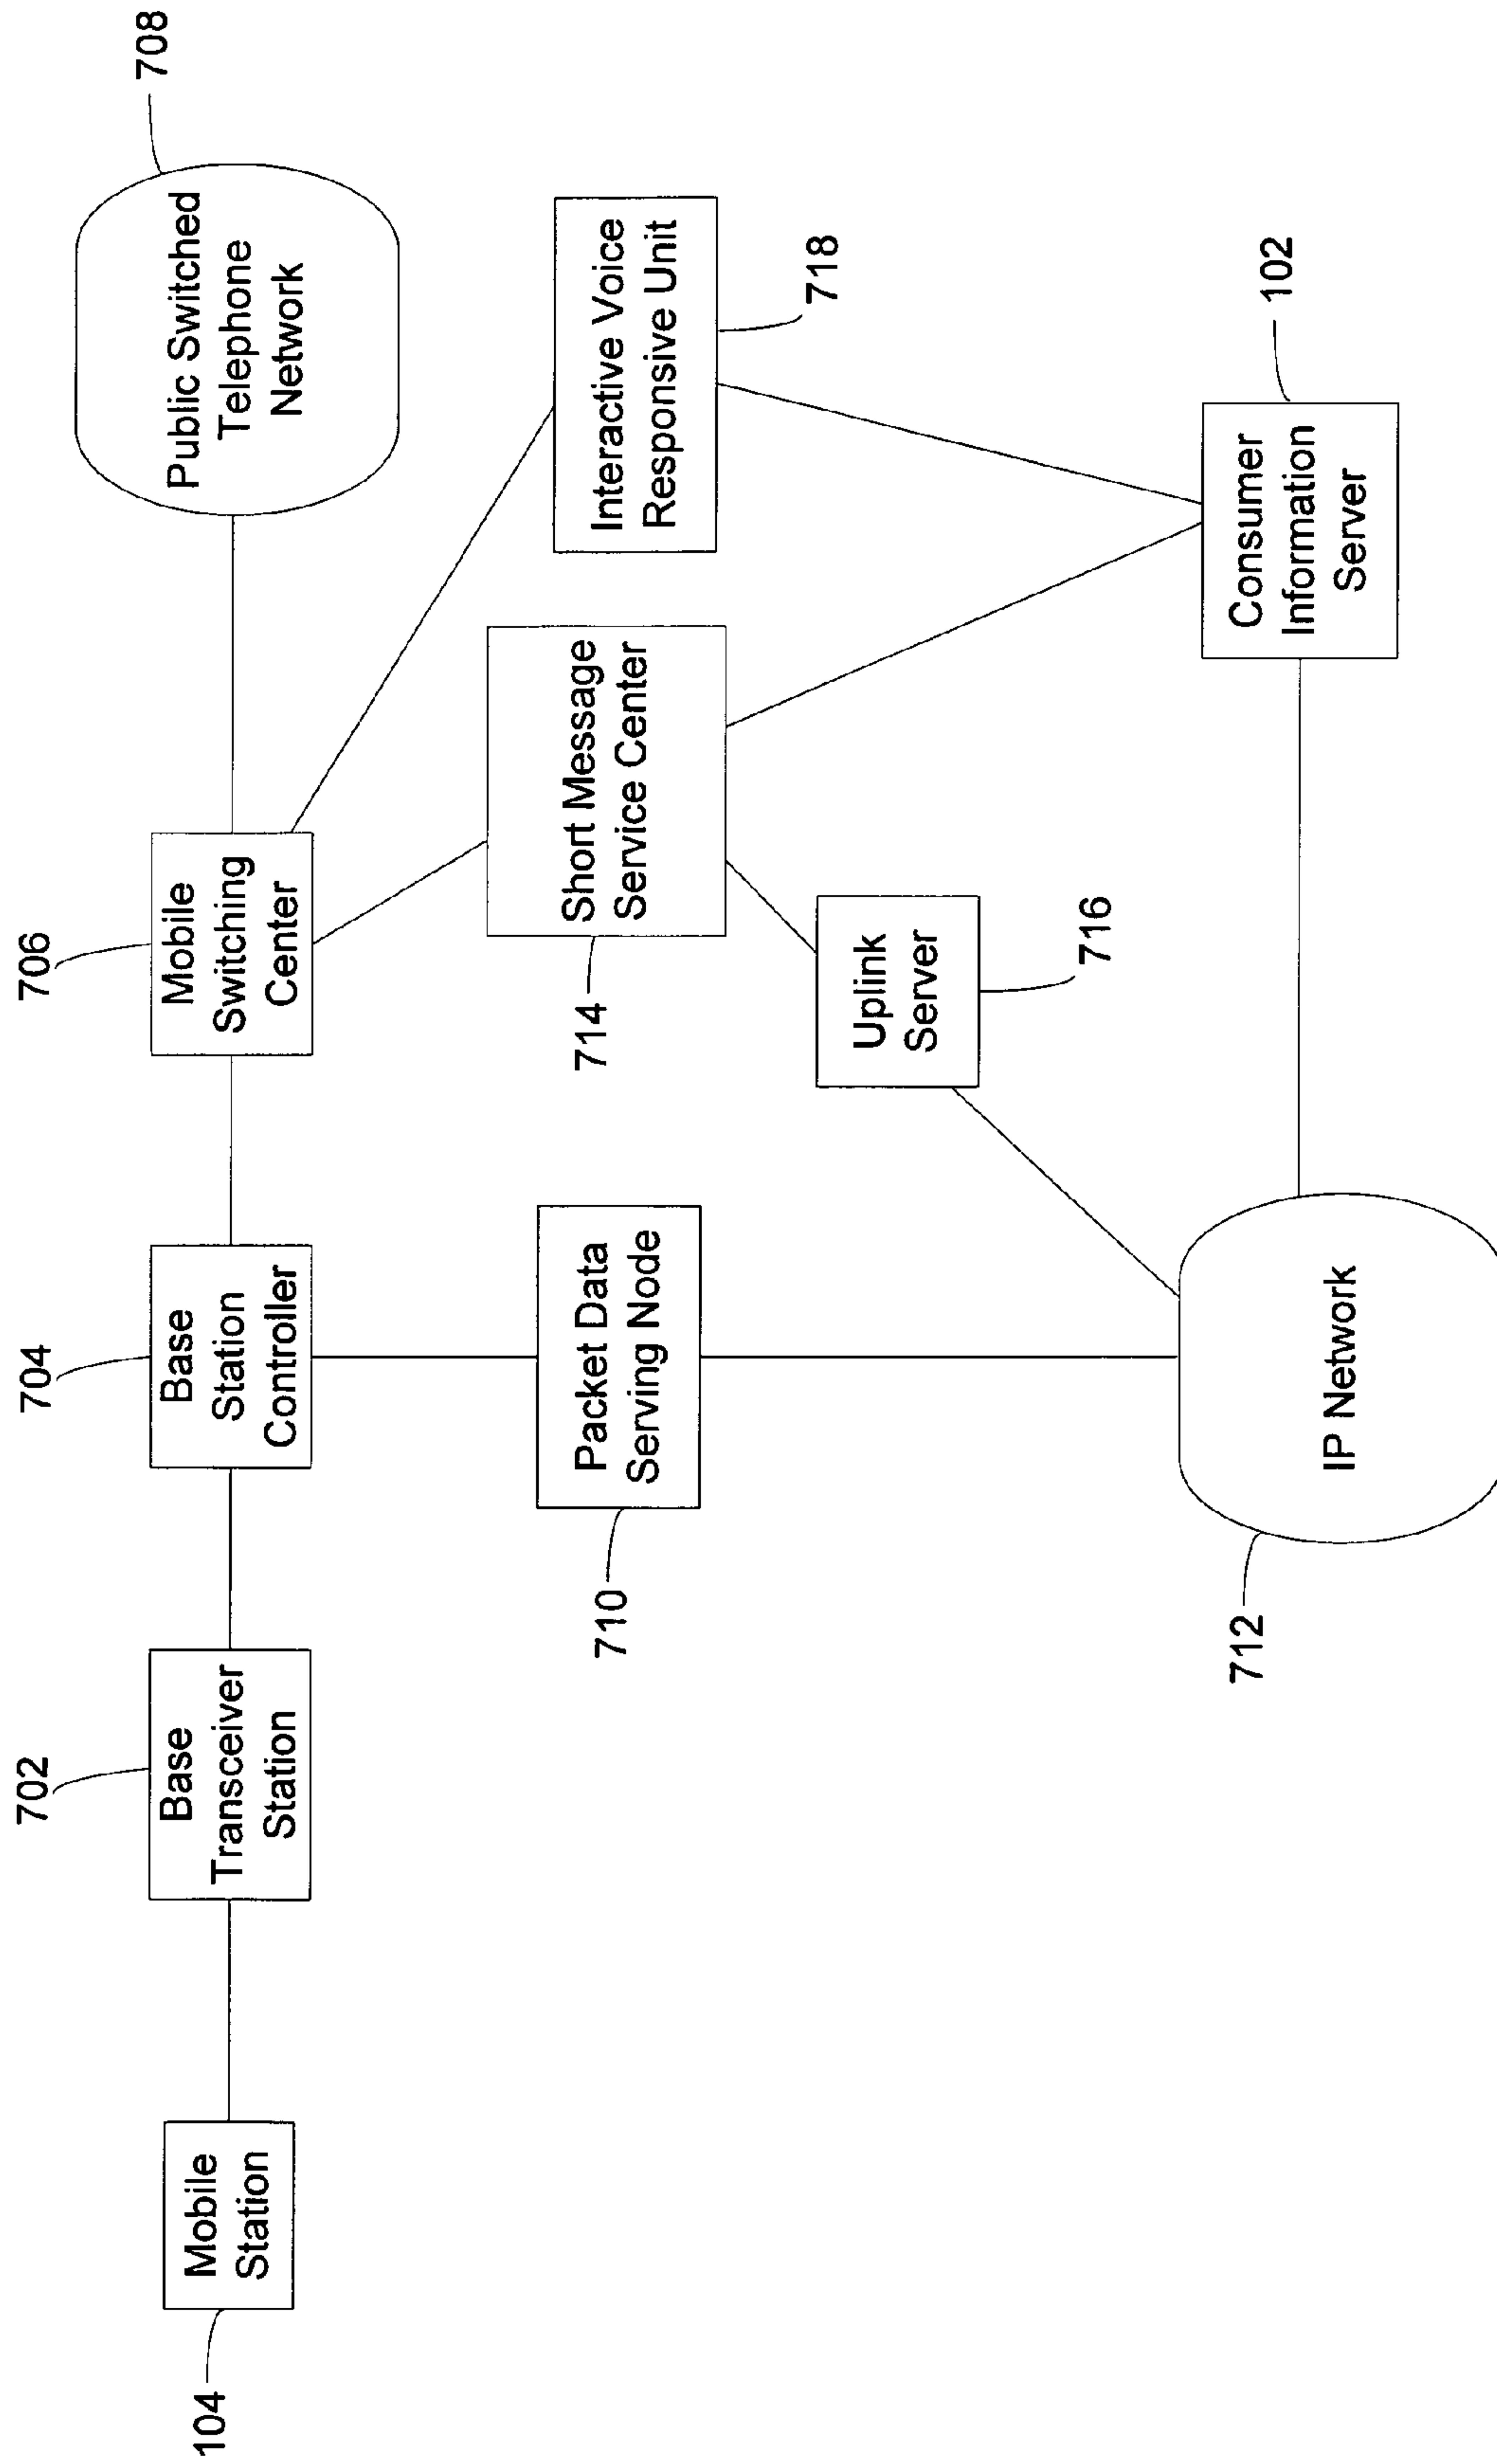 104
Mobile
Station
702
Base
Transceiver
Station
704
Base
Station
Controller
706
Mobile
Switching
Center
708
Public Switched
Telephone
Network
710
Packet Data
Serving Node
714
Short Message
Service Center
Interactive Voice
Responsive Unit
718
Uplink
Server
716
712
IP Network
Consumer
Information
Server
102